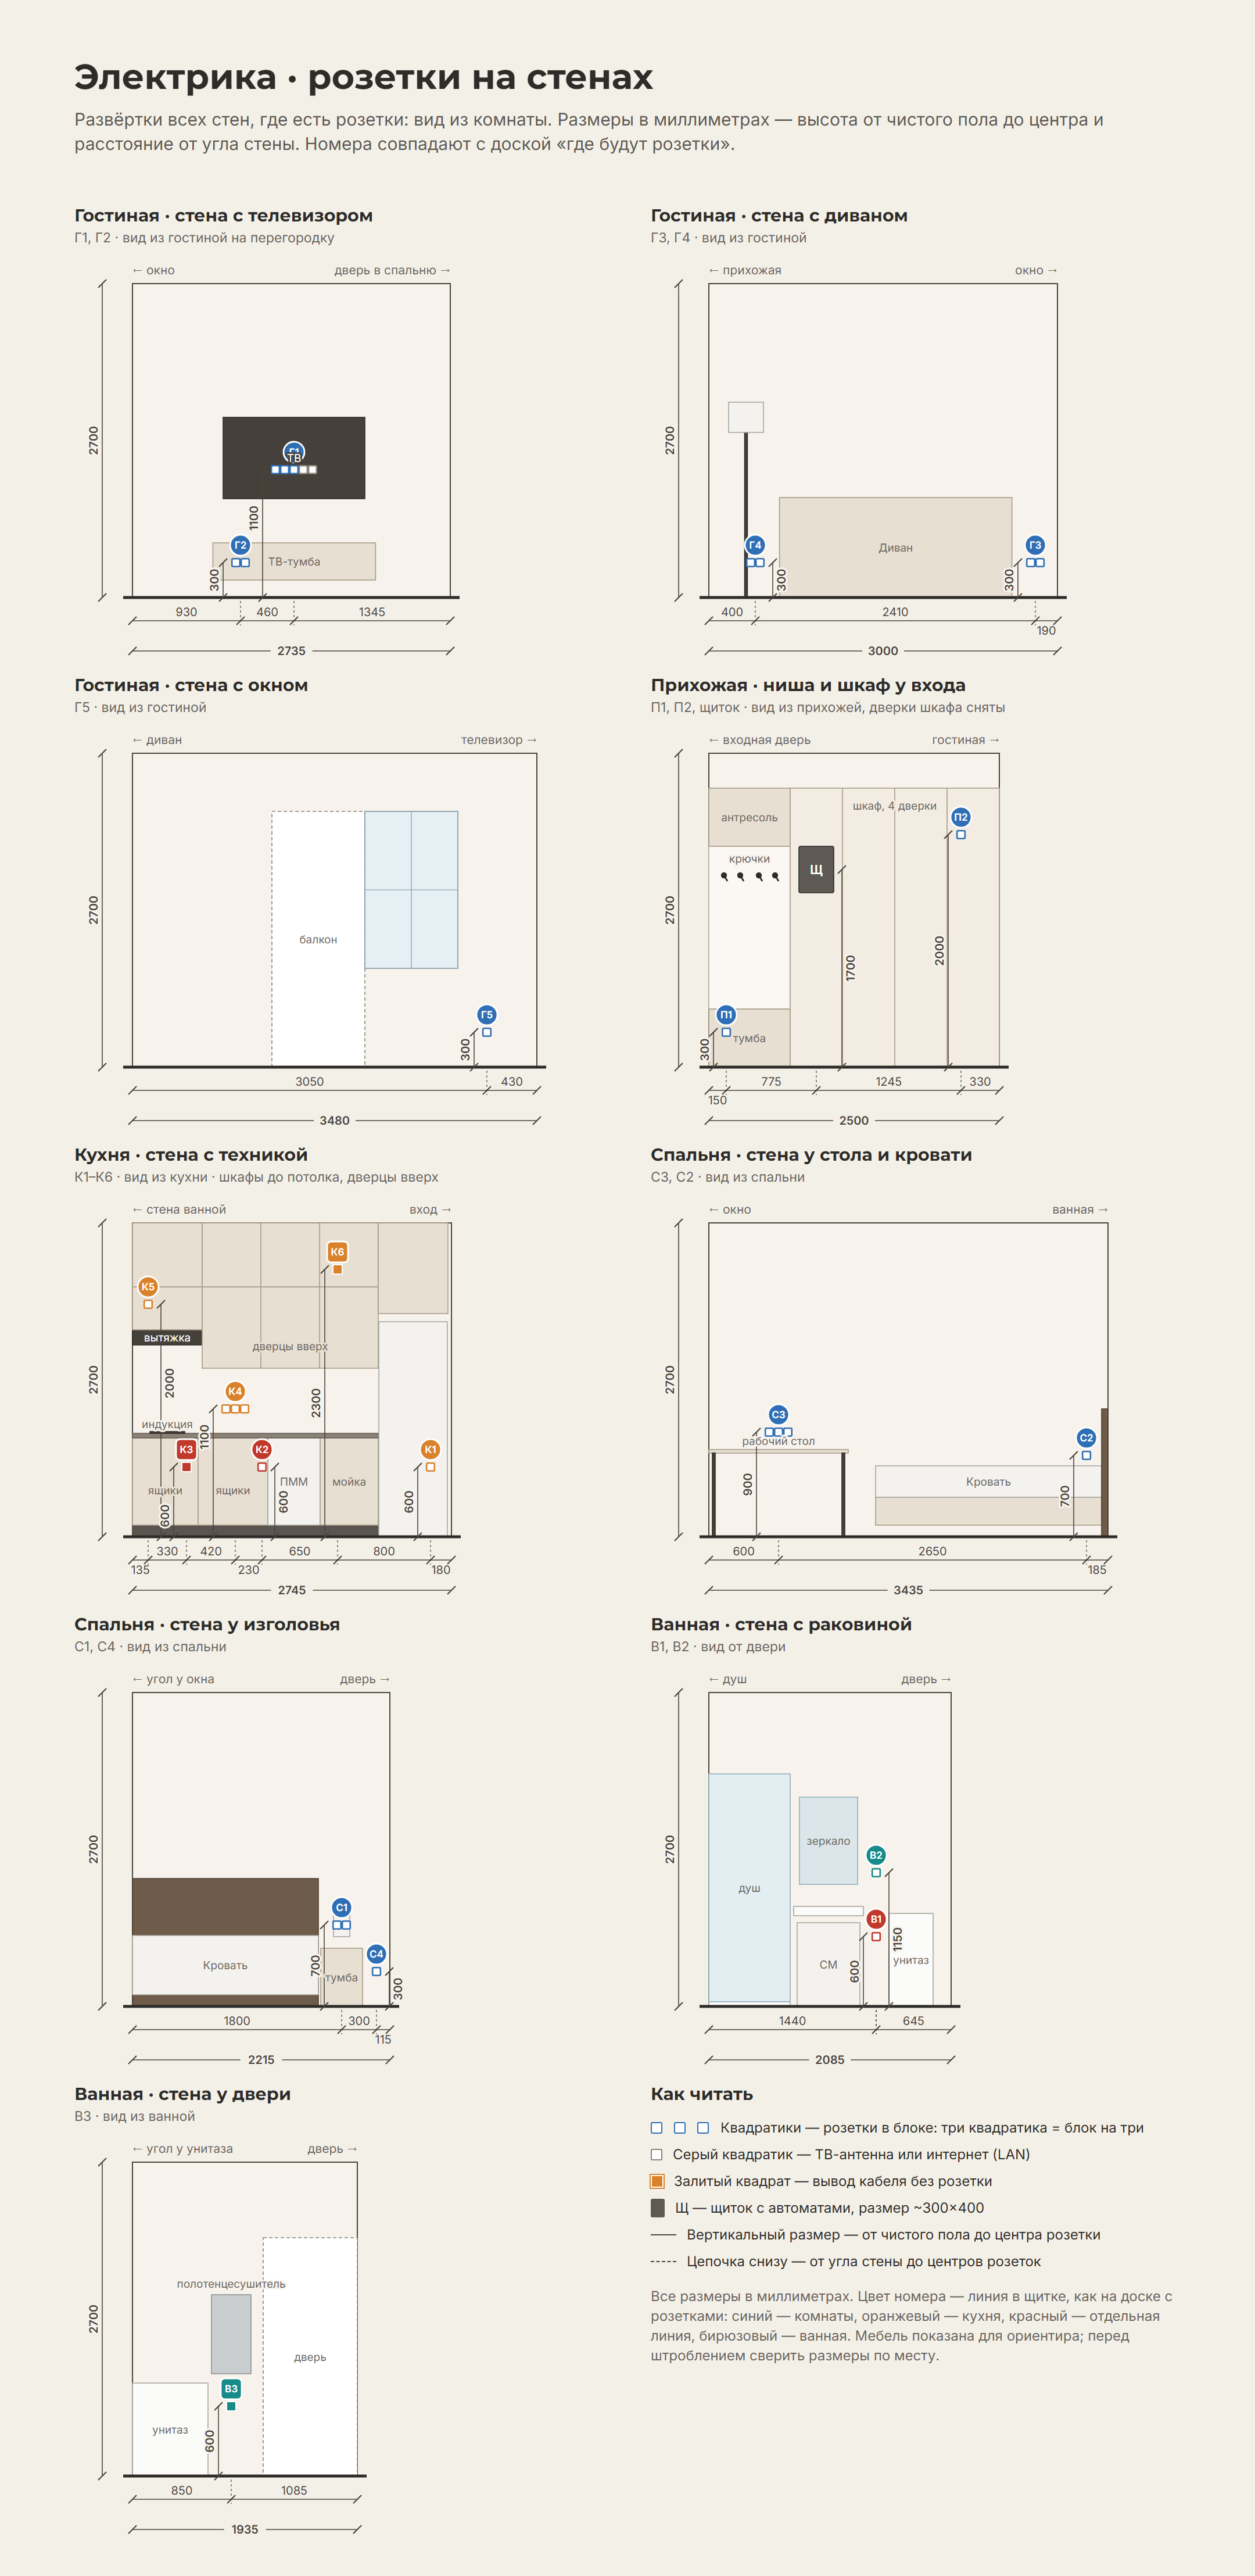 Электрика · розетки на стенах
Развёртки всех стен, где есть розетки: вид из комнаты. Размеры в миллиметрах — высота от чистого пола до центра и
расстояние от угла стены. Номера совпадают с доской «где будут розетки».
Гостиная · стена с телевизором
Г1, Г2 · вид из гостиной на перегородку
← окно
дверь в спальню →
2700
ТВ
1100
Г2
ТВ-тумба
300
930
460
1345
2735
Гостиная · стена с диваном
Г3, Г4 · вид из гостиной
← прихожая
окно →
2700
Г4
Диван
Г3
300
300
400
2410
190
3000
Гостиная · стена с окном
Г5 · вид из гостиной
← диван
телевизор →
2700
балкон
Г5
300
3050
430
3480
Прихожая · ниша и шкаф у входа
П1, П2, щиток · вид из прихожей, дверки шкафа сняты
← входная дверь
гостиная →
2700
шкаф, 4 дверки
антресоль
П2
крючки
Щ
2000
1700
П1
тумба
300
775
1245
330
150
2500
Кухня · стена с техникой
К1–К6 · вид из кухни · шкафы до потолка, дверцы вверх
← стена ванной
вход →
2700
К6
К5
вытяжка
дверцы вверх
2000
К4
2300
индукция
1100
К3
К2
К1
ящики
ящики
ПММ
мойка
600
600
600
330
420
650
800
135
230
180
2745
Спальня · стена у стола и кровати
С3, С2 · вид из спальни
← окно
ванная →
2700
С3
рабочий стол
С2
900
Кровать
700
600
2650
185
3435
Спальня · стена у изголовья
С1, С4 · вид из спальни
← угол у окна
дверь →
2700
С1
С4
Кровать
700
тумба
300
1800
300
115
2215
Ванная · стена с раковиной
В1, В2 · вид от двери
← душ
дверь →
2700
зеркало
В2
душ
В1
1150
СМ
600
унитаз
1440
645
2085
Ванная · стена у двери
В3 · вид из ванной
← угол у унитаза
дверь →
2700
полотенцесушитель
дверь
В3
унитаз
600
850
1085
1935
Как читать
Квадратики — розетки в блоке: три квадратика = блок на три
Серый квадратик — ТВ-антенна или интернет (LAN)
Залитый квадрат — вывод кабеля без розетки
Щ — щиток с автоматами, размер ~300×400
Вертикальный размер — от чистого пола до центра розетки
Цепочка снизу — от угла стены до центров розеток
Все размеры в миллиметрах. Цвет номера — линия в щитке, как на доске с
розетками: синий — комнаты, оранжевый — кухня, красный — отдельная
линия, бирюзовый — ванная. Мебель показана для ориентира; перед
штроблением сверить размеры по месту.